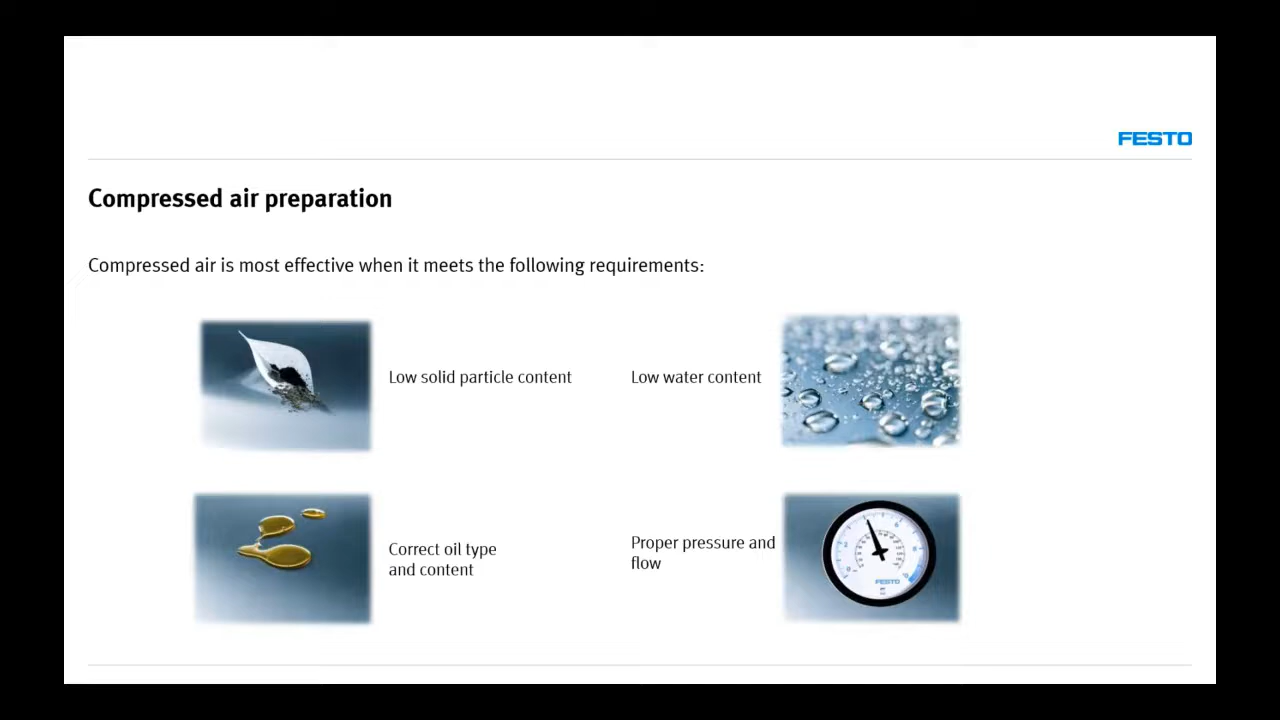 FESTO
Compressed air preparation
Compressed air is most effective when it meets the following requirements:
Low solid particle content
Low water content
Correct oil type
and content
Proper pressure and
flow
FESTO